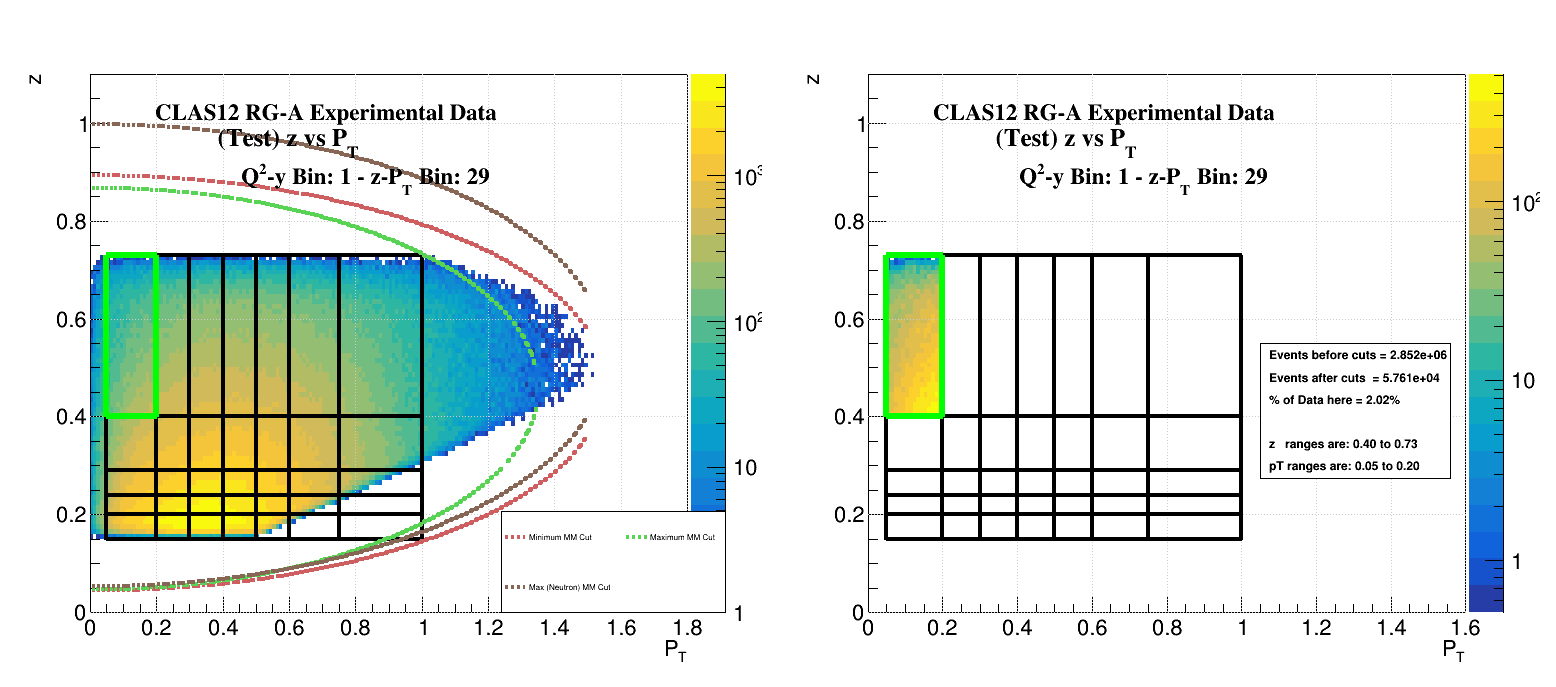 CLAS12 RG-A Experimental Data
(Test) z vs P_T
Q²-y Bin: 1 - z-P_T Bin: 29
z
1
0.8
0.6
0.4
0.2
0
0 0.2 0.4 0.6 0.8 1 1.2 1.4 1.6 1.8
P_T
10³
10²
10
1
Minimum MM Cut
Maximum MM Cut
Max (Neutron) MM Cut
CLAS12 RG-A Experimental Data
(Test) z vs P_T
Q²-y Bin: 1 - z-P_T Bin: 29
z
1
0.8
0.6
0.4
0.2
0
0 0.2 0.4 0.6 0.8 1 1.2 1.4 1.6
P_T
10²
10
1
Events before cuts = 2.852e+06
Events after cuts = 5.761e+04
% of Data here = 2.02%
z ranges are: 0.40 to 0.73
pT ranges are: 0.05 to 0.20